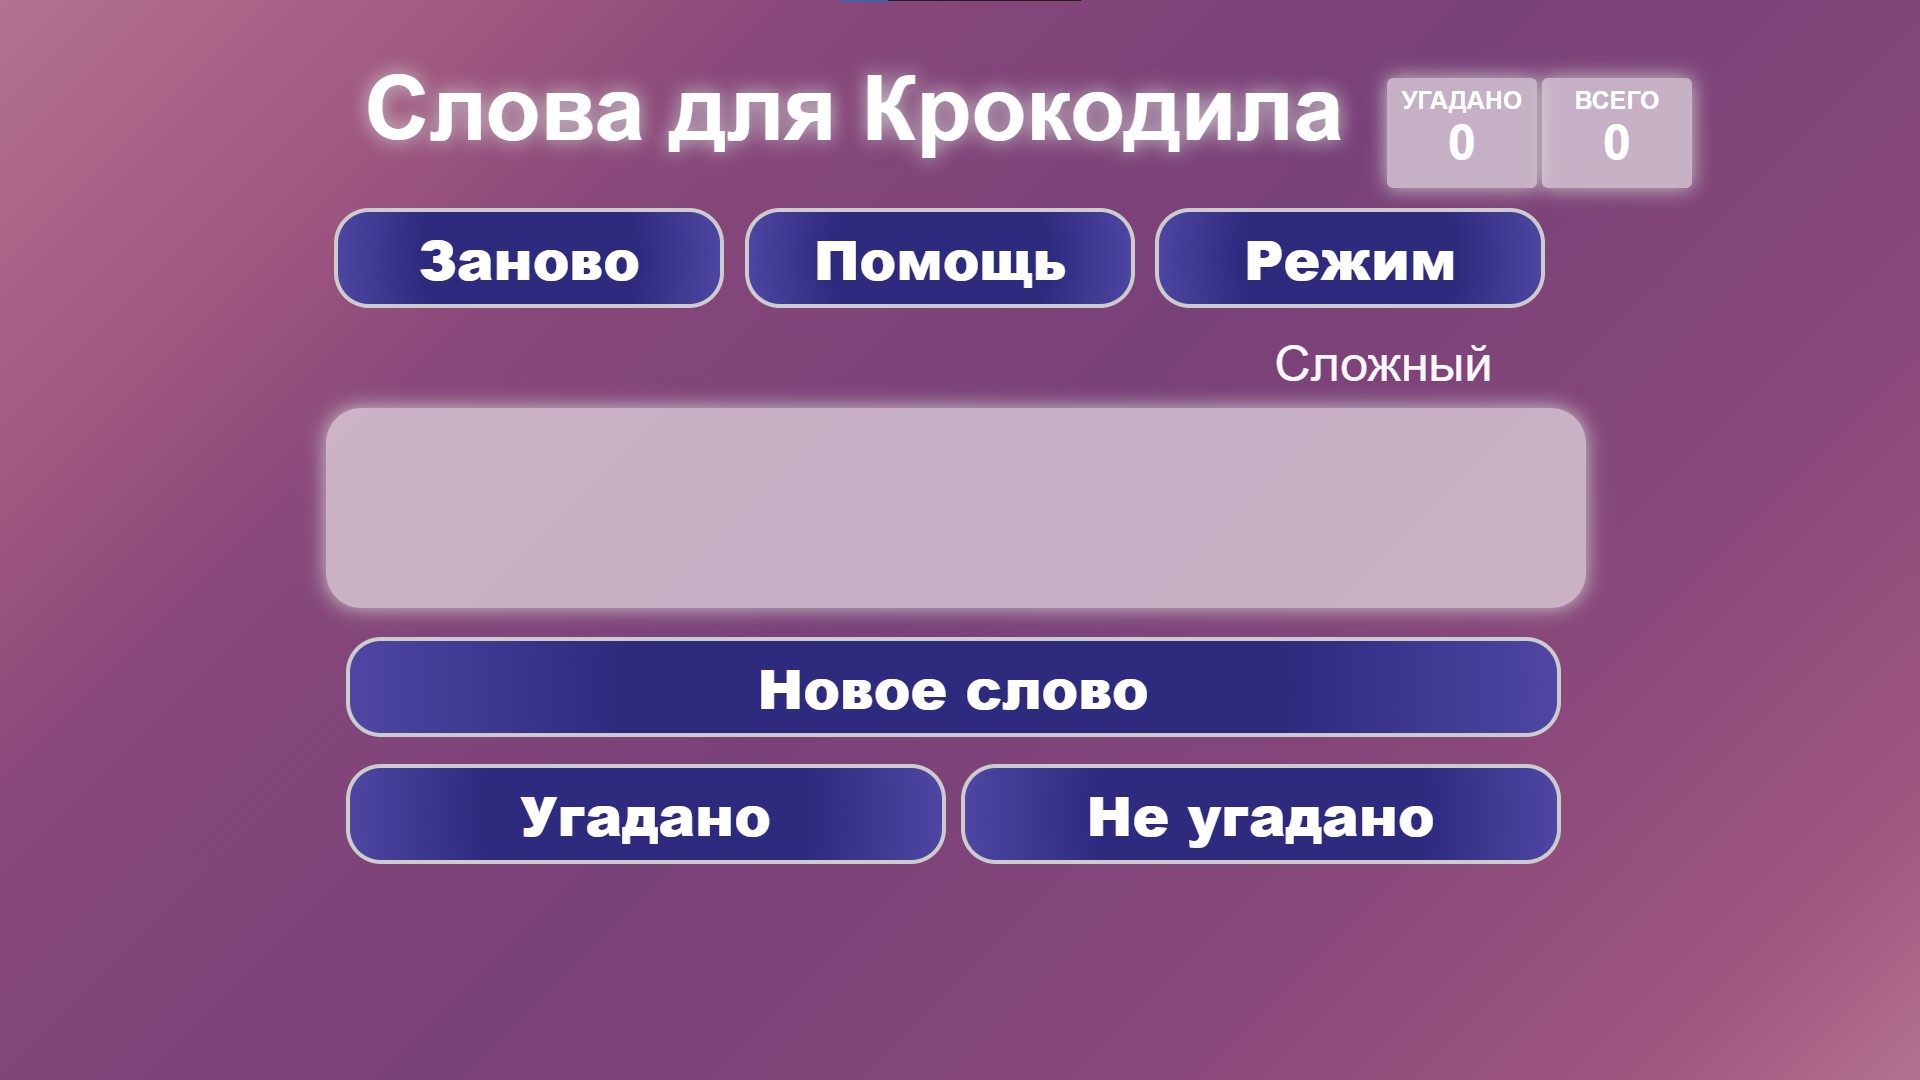 Слова для Крокодила
УГАДАНО
0
ВСЕГО
0
Заново
Помощь
Режим
Сложный
Новое слово
Угадано
Не угадано